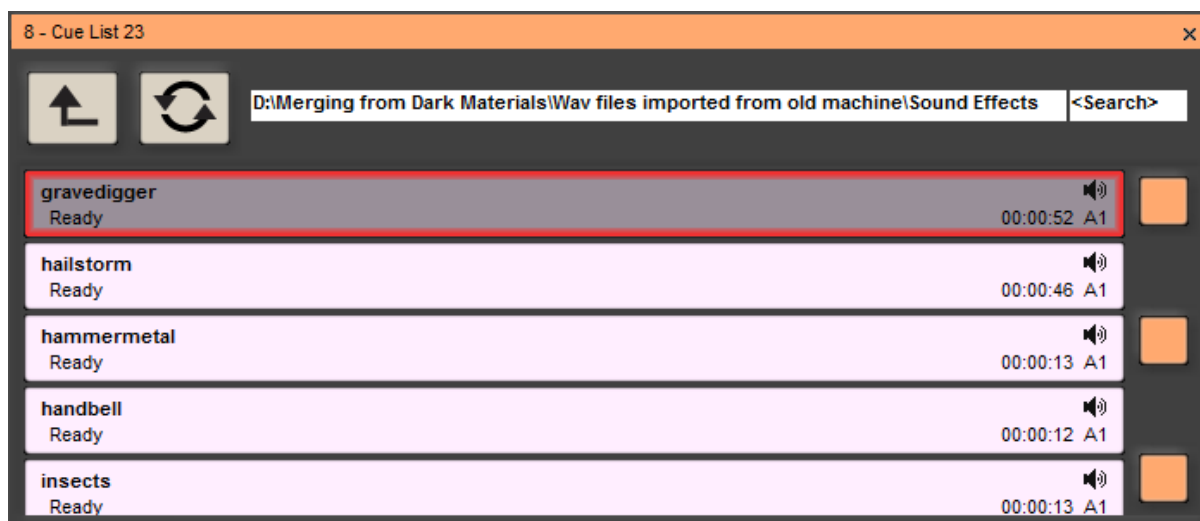 8 - Cue List 23
D:\Merging from Dark Materials\Wav files imported from old machine\Sound Effects <Search>
gravedigger
Ready 00:00:52 A1
hailstorm
Ready 00:00:46 A1
hammermetal
Ready 00:00:13 A1
handbell
Ready 00:00:12 A1
insects
Ready 00:00:13 A1